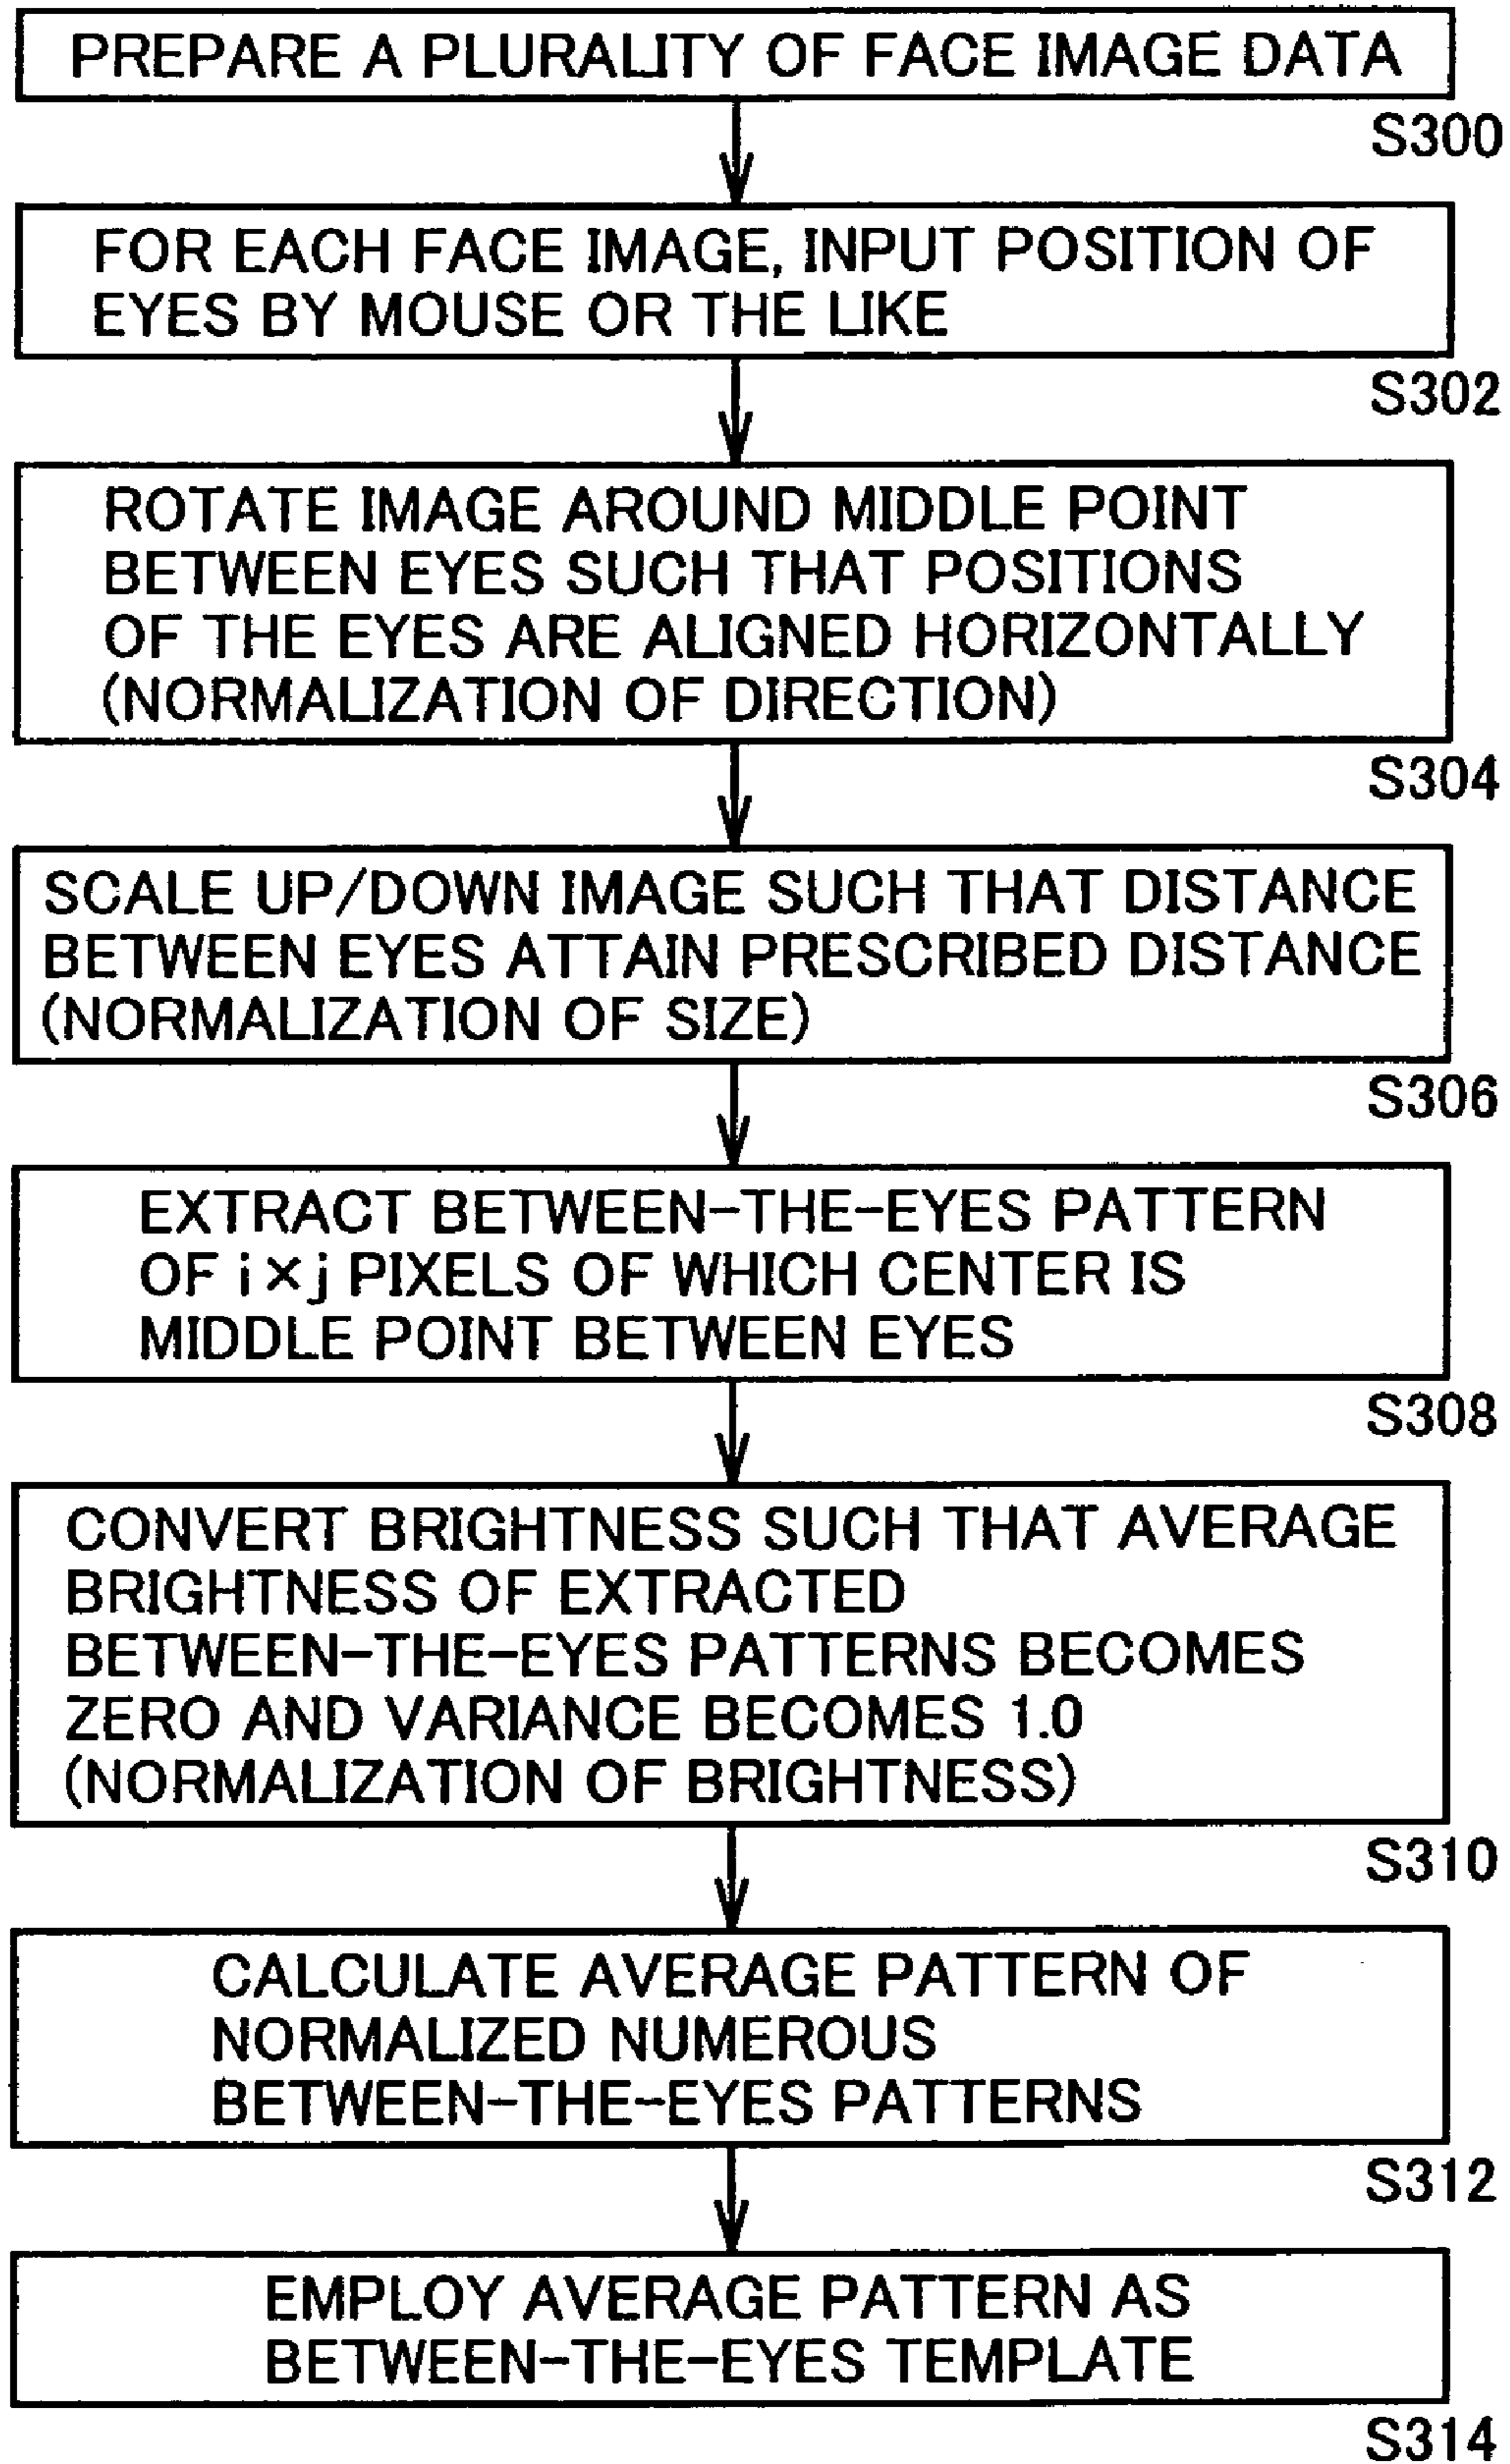 PREPARE A PLURALITY OF FACE IMAGE DATA
S300
FOR EACH FACE IMAGE, INPUT POSITION OF
EYES BY MOUSE OR THE LIKE
S302
ROTATE IMAGE AROUND MIDDLE POINT
BETWEEN EYES SUCH THAT POSITIONS
OF THE EYES ARE ALIGNED HORIZONTALLY
(NORMALIZATION OF DIRECTION)
S304
SCALE UP/DOWN IMAGE SUCH THAT DISTANCE
BETWEEN EYES ATTAIN PRESCRIBED DISTANCE
(NORMALIZATION OF SIZE)
S306
EXTRACT BETWEEN-THE-EYES PATTERN
OF i×j PIXELS OF WHICH CENTER IS
MIDDLE POINT BETWEEN EYES
S308
CONVERT BRIGHTNESS SUCH THAT AVERAGE
BRIGHTNESS OF EXTRACTED
BETWEEN-THE-EYES PATTERNS BECOMES
ZERO AND VARIANCE BECOMES 1.0
(NORMALIZATION OF BRIGHTNESS)
S310
CALCULATE AVERAGE PATTERN OF
NORMALIZED NUMEROUS
BETWEEN-THE-EYES PATTERNS
S312
EMPLOY AVERAGE PATTERN AS
BETWEEN-THE-EYES TEMPLATE
S314